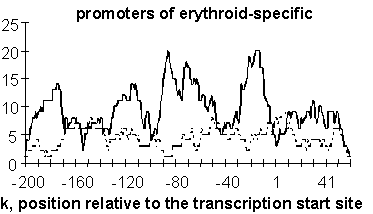 promoters of erythroid-specific
25
20
15
10
5
0
-200 -160 -120 -80 -40 1 41
k, position relative to the transcription start site